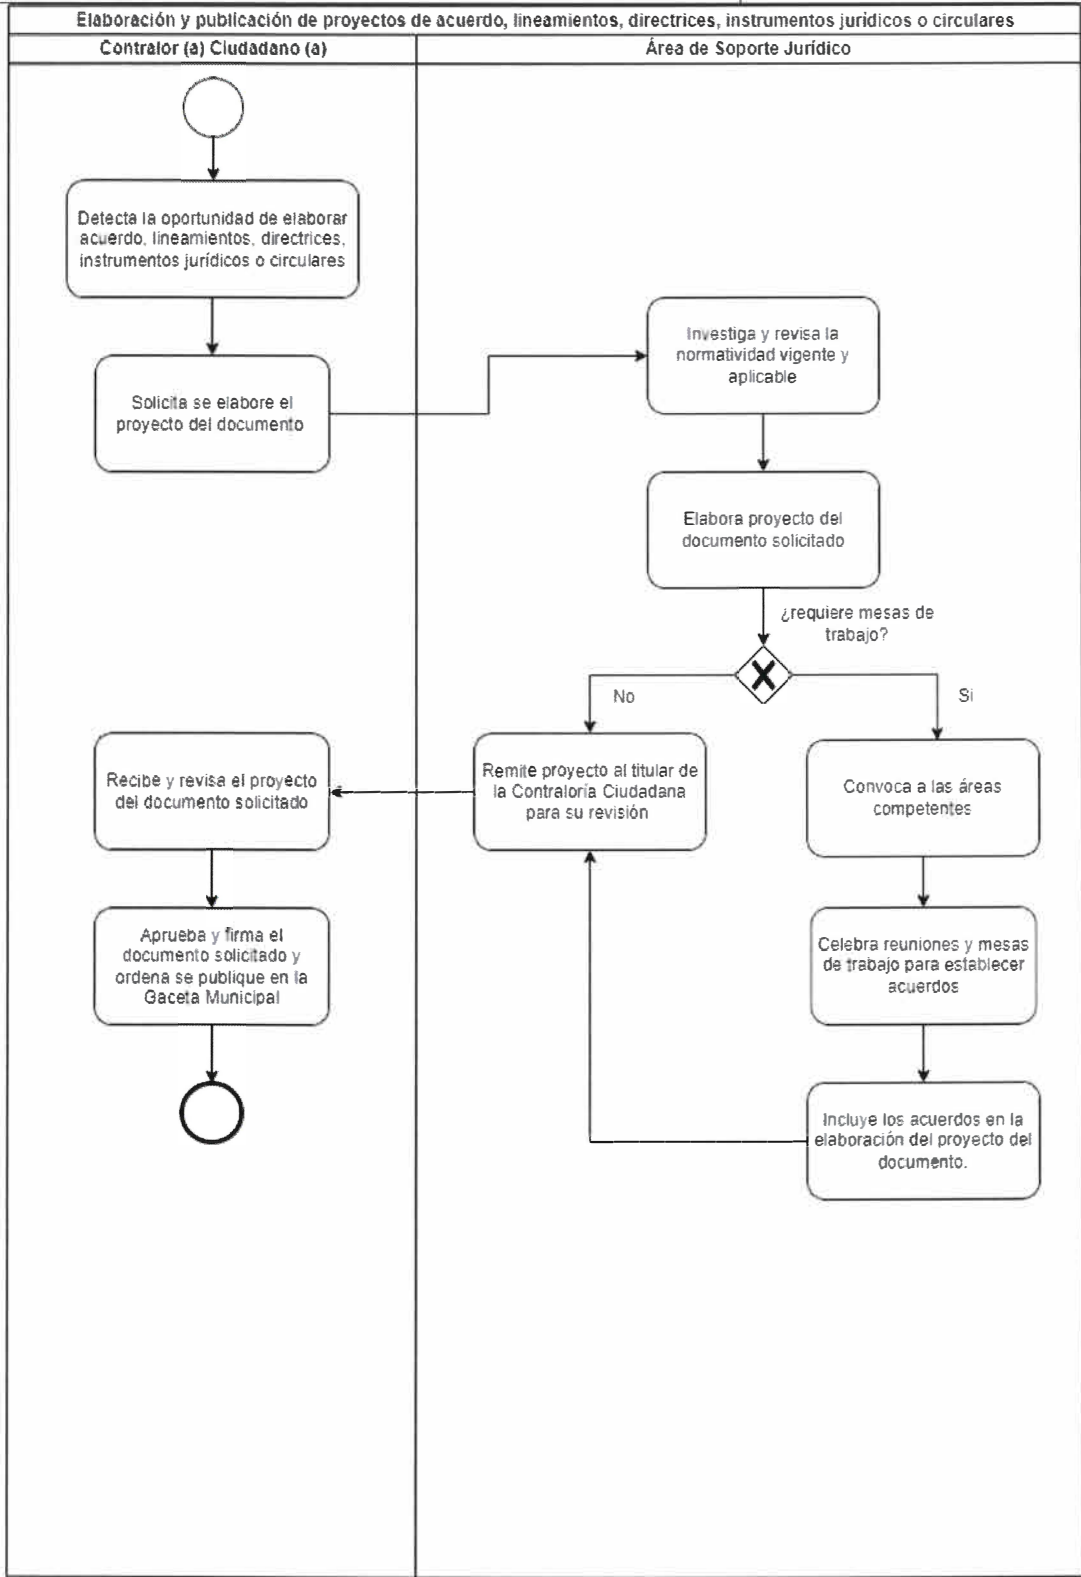 Elaboración y publicación de proyectos de acuerdo, lineamientos, directrices, instrumentos jurídicos o circulares
Contralor (a) Ciudadano (a)
Área de Soporte Jurídico
Detecta la oportunidad de elaborar
acuerdo, lineamientos, directrices,
instrumentos jurídicos o circulares
Solicita se elabore el
proyecto del documento
Investiga y revisa la
normatividad vigente y
aplicable
Elabora proyecto del
documento solicitado
¿requiere mesas de
trabajo?
No
Si
Remite proyecto al titular de
la Contraloría Ciudadana
para su revisión
Convoca a las áreas
competentes
Recibe y revisa el proyecto
del documento solicitado
Celebra reuniones y mesas
de trabajo para establecer
acuerdos
Aprueba y firma el
documento solicitado y
ordena se publique en la
Gaceta Municipal
Incluye los acuerdos en la
elaboración del proyecto del
documento.